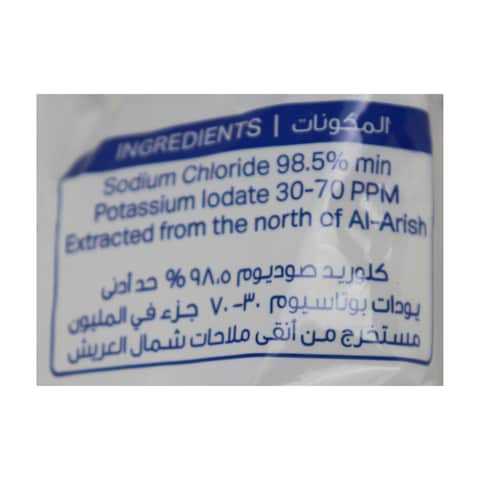 INGREDIENTS | المكونات
Sodium Chloride 98.5% min
Potassium Iodate 30-70 PPM
Extracted from the north of Al-Arish
كلوريد صوديوم ٩٨.٥ % حد أدنى
يودات بوتاسيوم ٣٠-٧٠ جزء في المليون
مستخرج من أنقى ملاحات شمال العريش